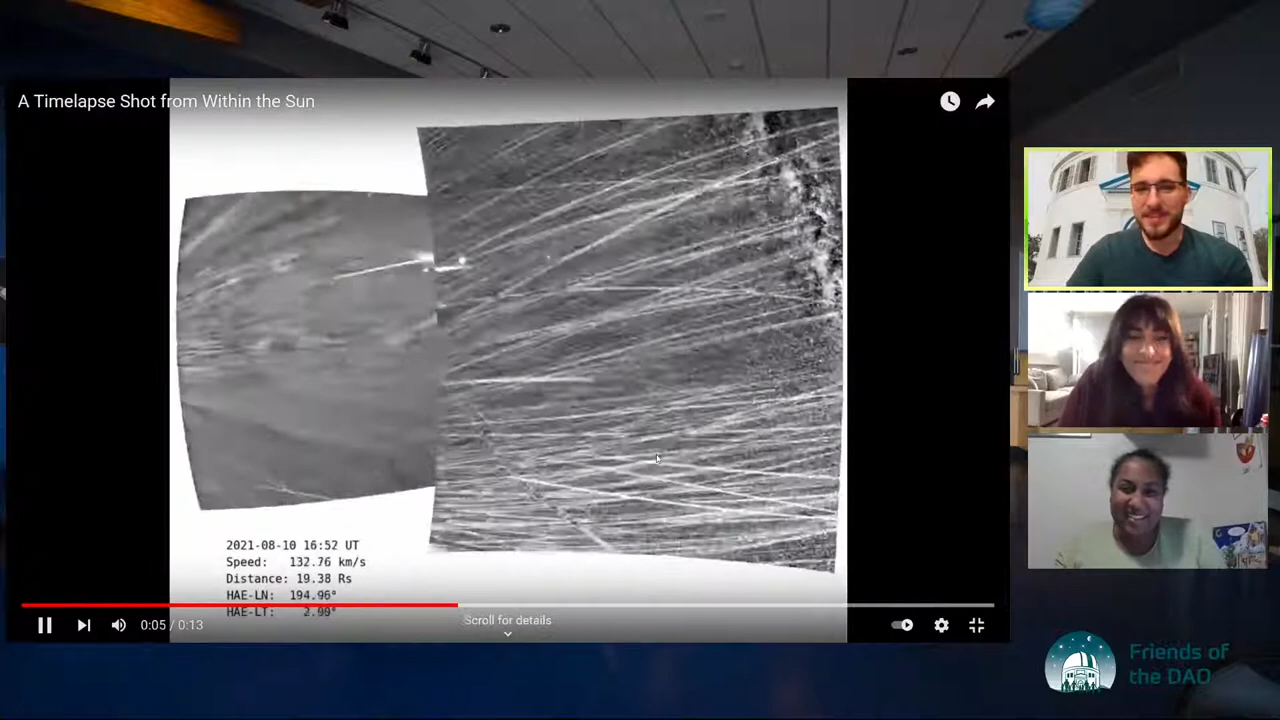 A Timelapse Shot from Within the Sun
2021-08-10 16:52 UT
Speed: 132.76 km/s
Distance: 19.38 Rs
HAE-LN: 194.96°
HAE-LT: 2.00°
Scroll for details
0:05 / 0:13
Friends of
the DAO